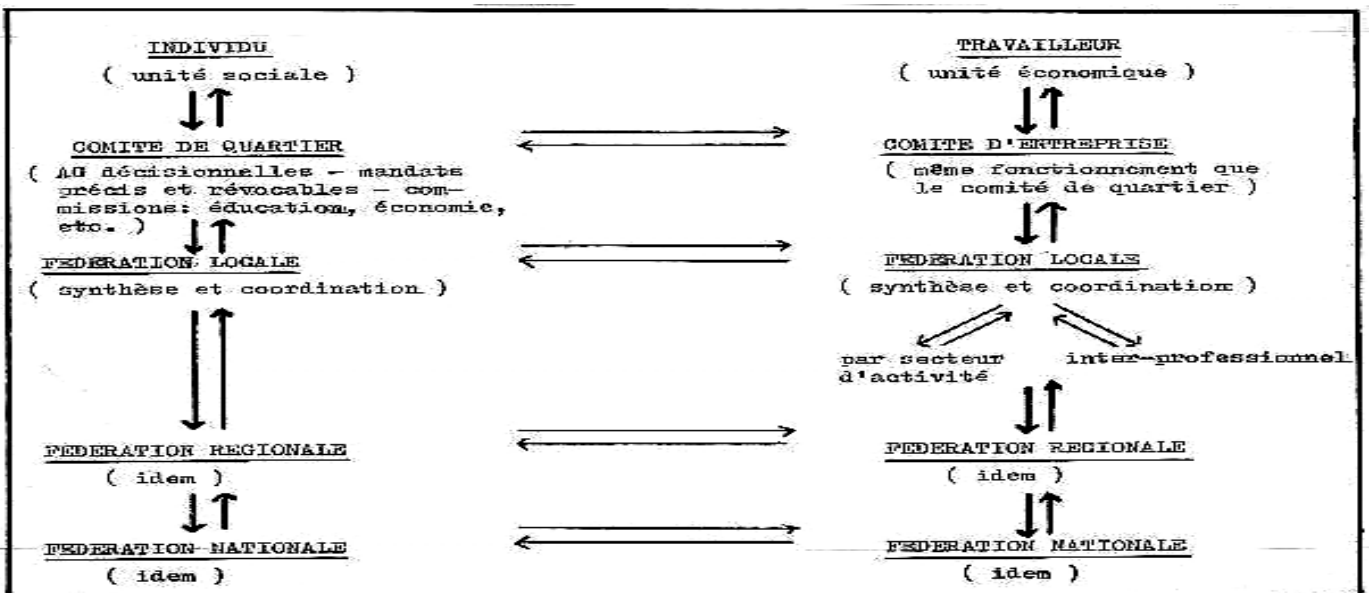 INDIVIDU
( unité sociale )
COMITE DE QUARTIER
( AG décisionnelles - mandats
précis et révocables - com-
missions: éducation, économie,
etc. )
FEDERATION LOCALE
( synthèse et coordination )
FEDERATION REGIONALE
( idem )
FEDERATION NATIONALE
( idem )
TRAVAILLEUR
( unité économique )
COMITE D'ENTREPRISE
( même fonctionnement que
le comité de quartier )
FEDERATION LOCALE
( synthèse et coordination )
par secteur
d'activité
inter-professionnel
FEDERATION REGIONALE
( idem )
FEDERATION NATIONALE
( idem )